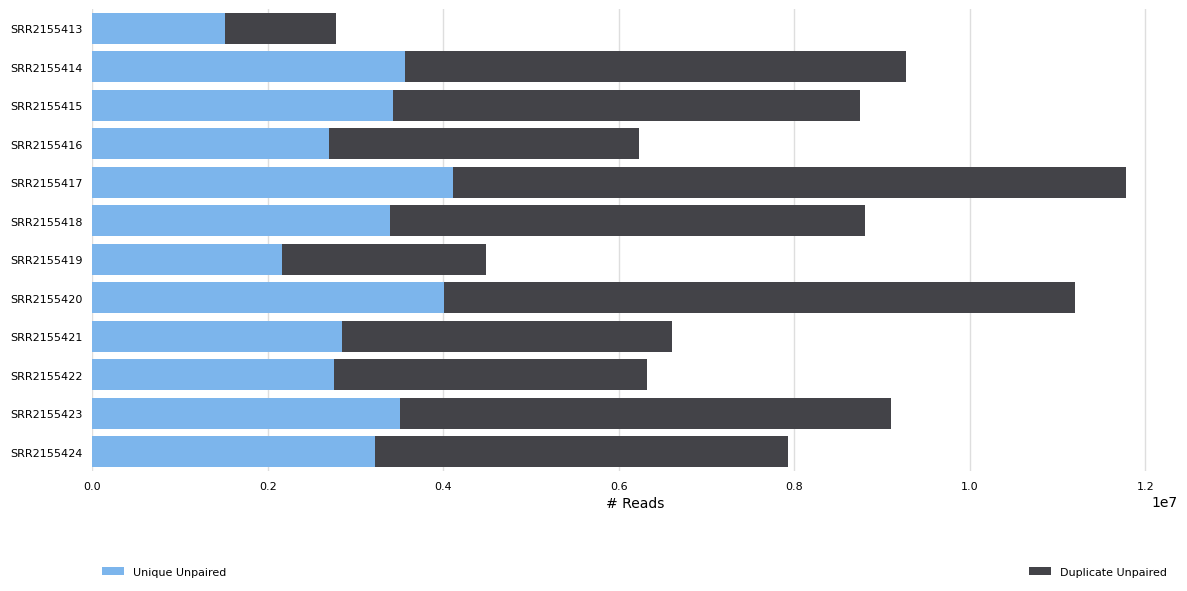 SRR2155413
SRR2155414
SRR2155415
SRR2155416
SRR2155417
SRR2155418
SRR2155419
SRR2155420
SRR2155421
SRR2155422
SRR2155423
SRR2155424
0.0 0.2 0.4 0.6 0.8 1.0 1.2
# Reads
1e7
Unique Unpaired Duplicate Unpaired